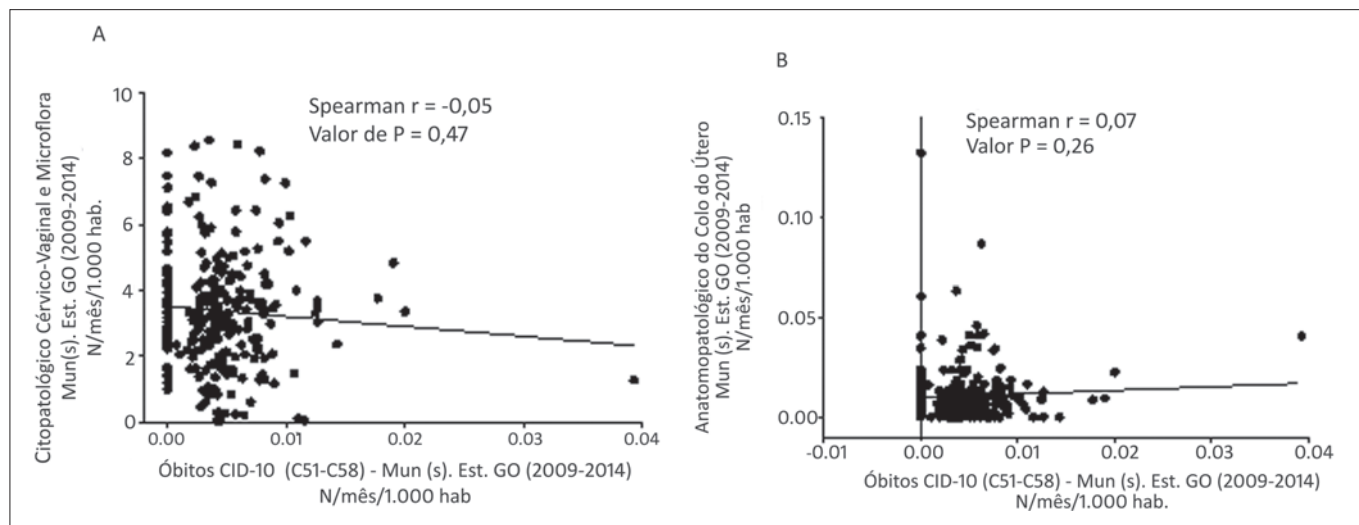 A
Citopatológico Cérvico-Vaginal e Microflora
Mun(s). Est. GO (2009-2014)
N/mês/1.000 hab.
10
8
6
4
2
0
Spearman r = -0,05
Valor de P = 0,47
0.00 0.01 0.02 0.03 0.04
Óbitos CID-10 (C51-C58) - Mun (s). Est. GO (2009-2014)
N/mês/1.000 hab
B
Anatomopatológico do Colo do Útero
Mun (s). Est. GO (2009-2014)
N/mês/1.000 hab
0.15
0.10
0.05
0.00
Spearman r = 0,07
Valor P = 0,26
-0.01 0.00 0.01 0.02 0.03 0.04
Óbitos CID-10 (C51-C58) - Mun (s). Est. GO (2009-2014)
N/mês/1.000 hab.